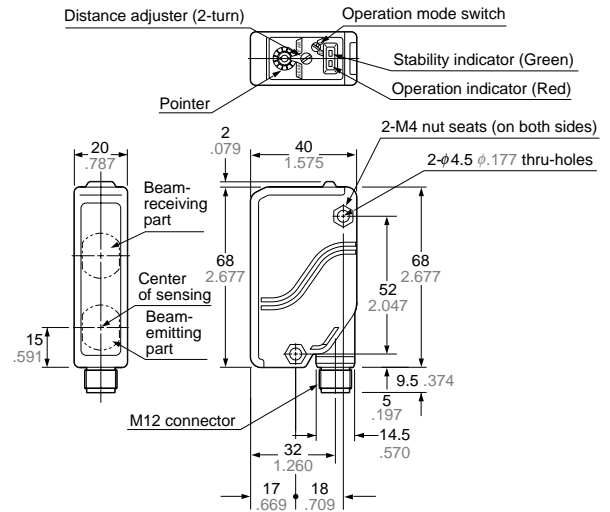 Distance adjuster (2-turn)
Operation mode switch
Stability indicator (Green)
Operation indicator (Red)
Pointer
2-M4 nut seats (on both sides)
2-ϕ4.5 ϕ.177 thru-holes
20
.787
2
.079
40
1.575
Beam-
receiving
part
Center
of sensing
Beam-
emitting
part
15
.591
68
2.677
52
2.047
68
2.677
9.5 .374
5
.197
M12 connector
14.5
.570
32
1.260
17
.669
18
.709